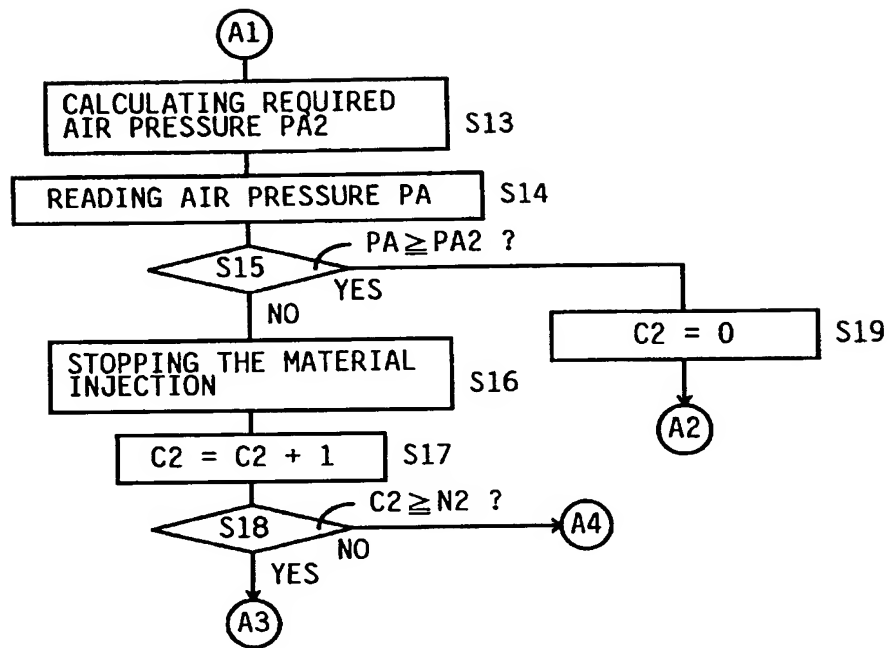 A1
CALCULATING REQUIRED
AIR PRESSURE PA2
S13
READING AIR PRESSURE PA
S14
PA≧PA2 ?
S15
YES
NO
C2 = 0
S19
STOPPING THE MATERIAL
INJECTION
S16
A2
C2 = C2 + 1
S17
C2≧N2 ?
S18
NO
A4
YES
A3